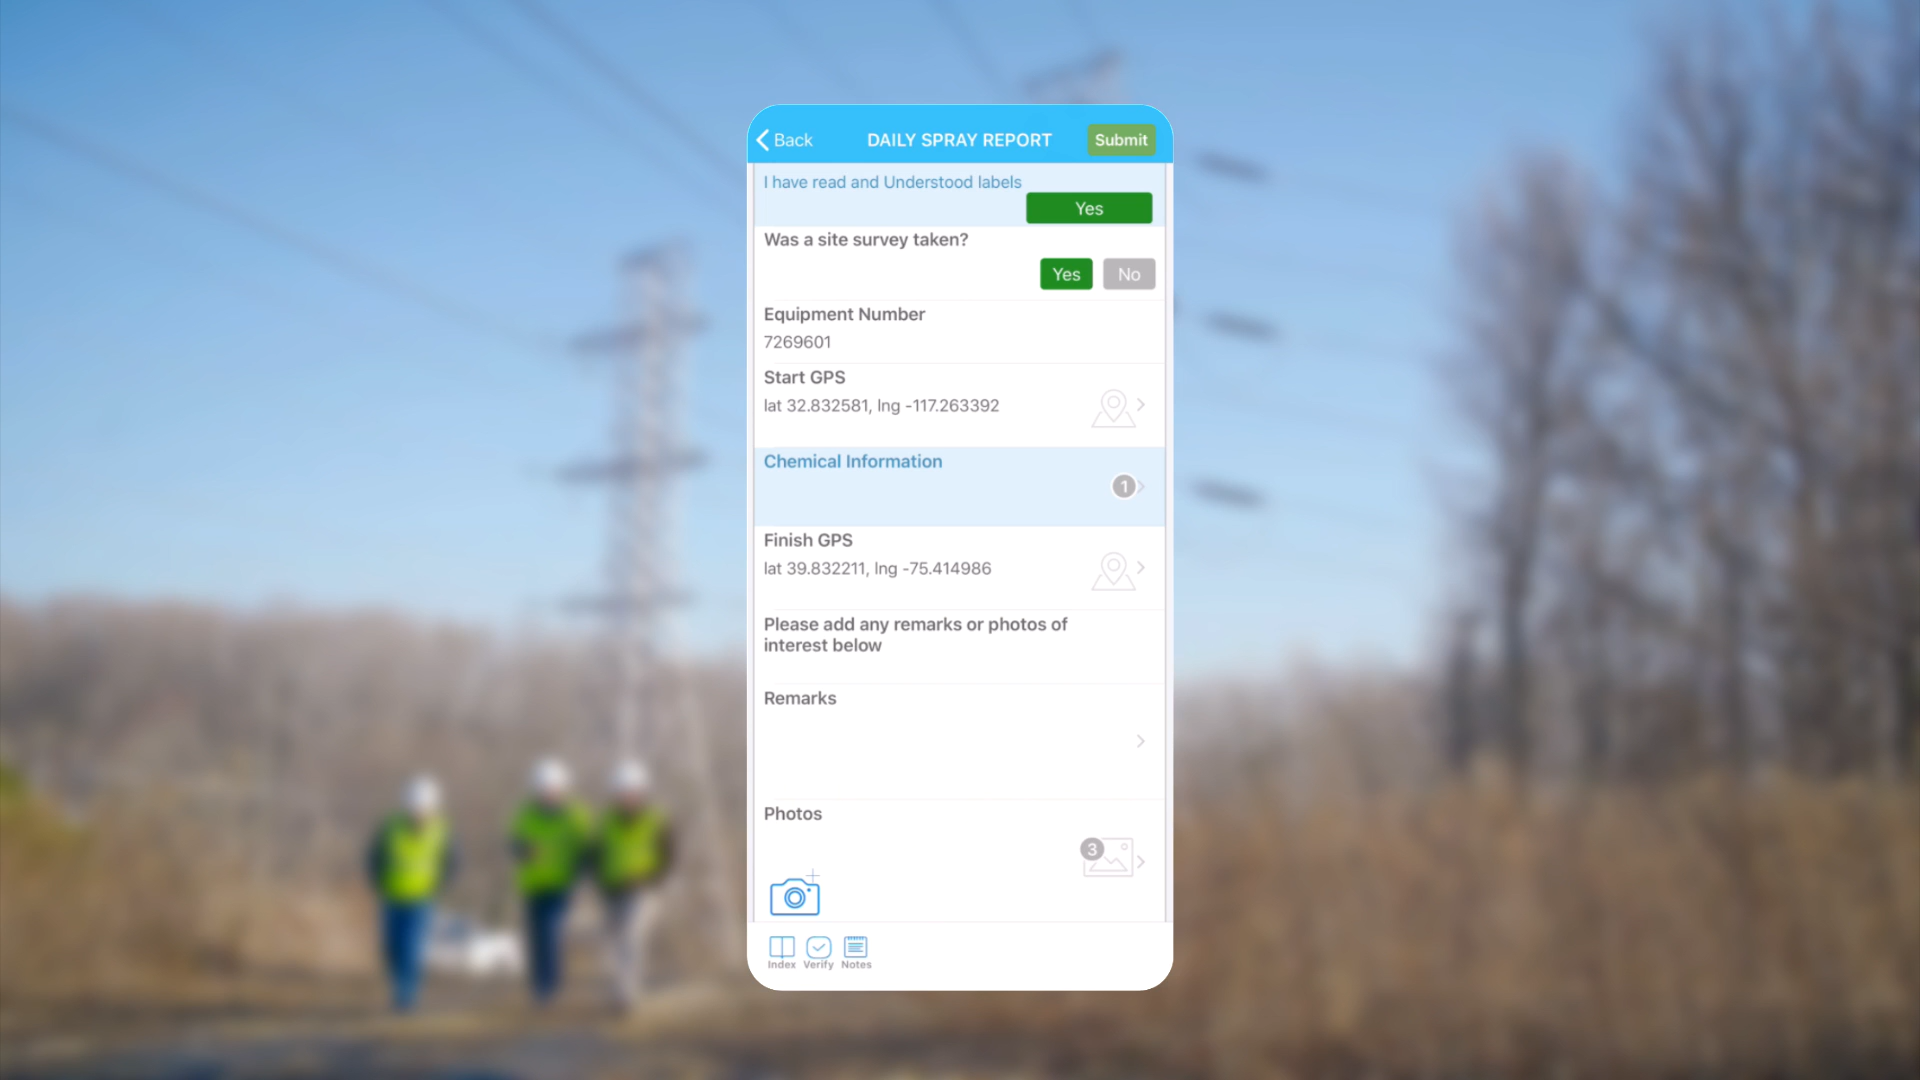 Back
DAILY SPRAY REPORT
Submit
I have read and Understood labels
Yes
Was a site survey taken?
Yes No
Equipment Number
7269601
Start GPS
lat 32.832581, lng -117.263392
Chemical Information
1
Finish GPS
lat 39.832211, lng -75.414986
Please add any remarks or photos of
interest below
Remarks
Photos
3
Index Verify Notes